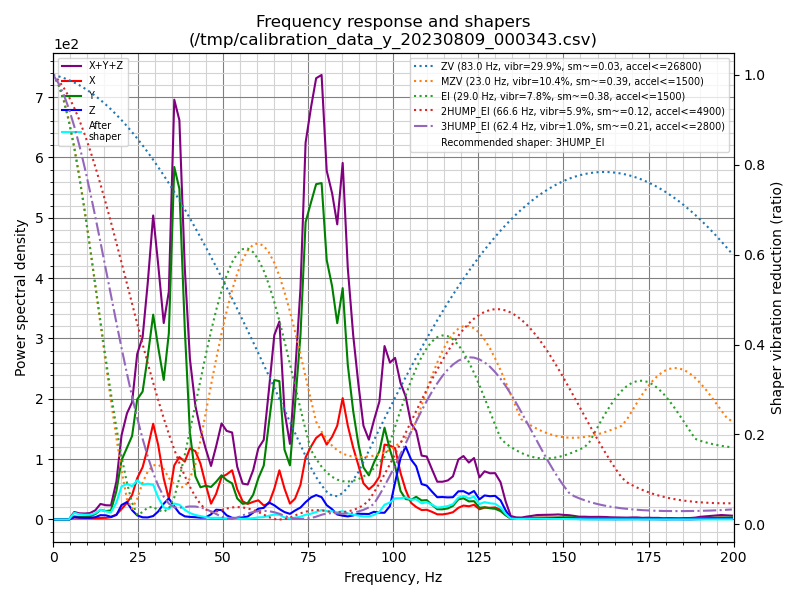 Frequency response and shapers
(/tmp/calibration_data_y_20230809_000343.csv)
1e2
X+Y+Z
X
Y
Z
After
shaper
ZV (83.0 Hz, vibr=29.9%, sm~=0.03, accel<=26800)
MZV (23.0 Hz, vibr=10.4%, sm~=0.39, accel<=1500)
EI (29.0 Hz, vibr=7.8%, sm~=0.38, accel<=1500)
2HUMP_EI (66.6 Hz, vibr=5.9%, sm~=0.12, accel<=4900)
3HUMP_EI (62.4 Hz, vibr=1.0%, sm~=0.21, accel<=2800)
Recommended shaper: 3HUMP_EI
7
6
5
4
3
2
1
0
Power spectral density
1.0
0.8
0.6
0.4
0.2
0.0
Shaper vibration reduction (ratio)
0 25 50 75 100 125 150 175 200
Frequency, Hz